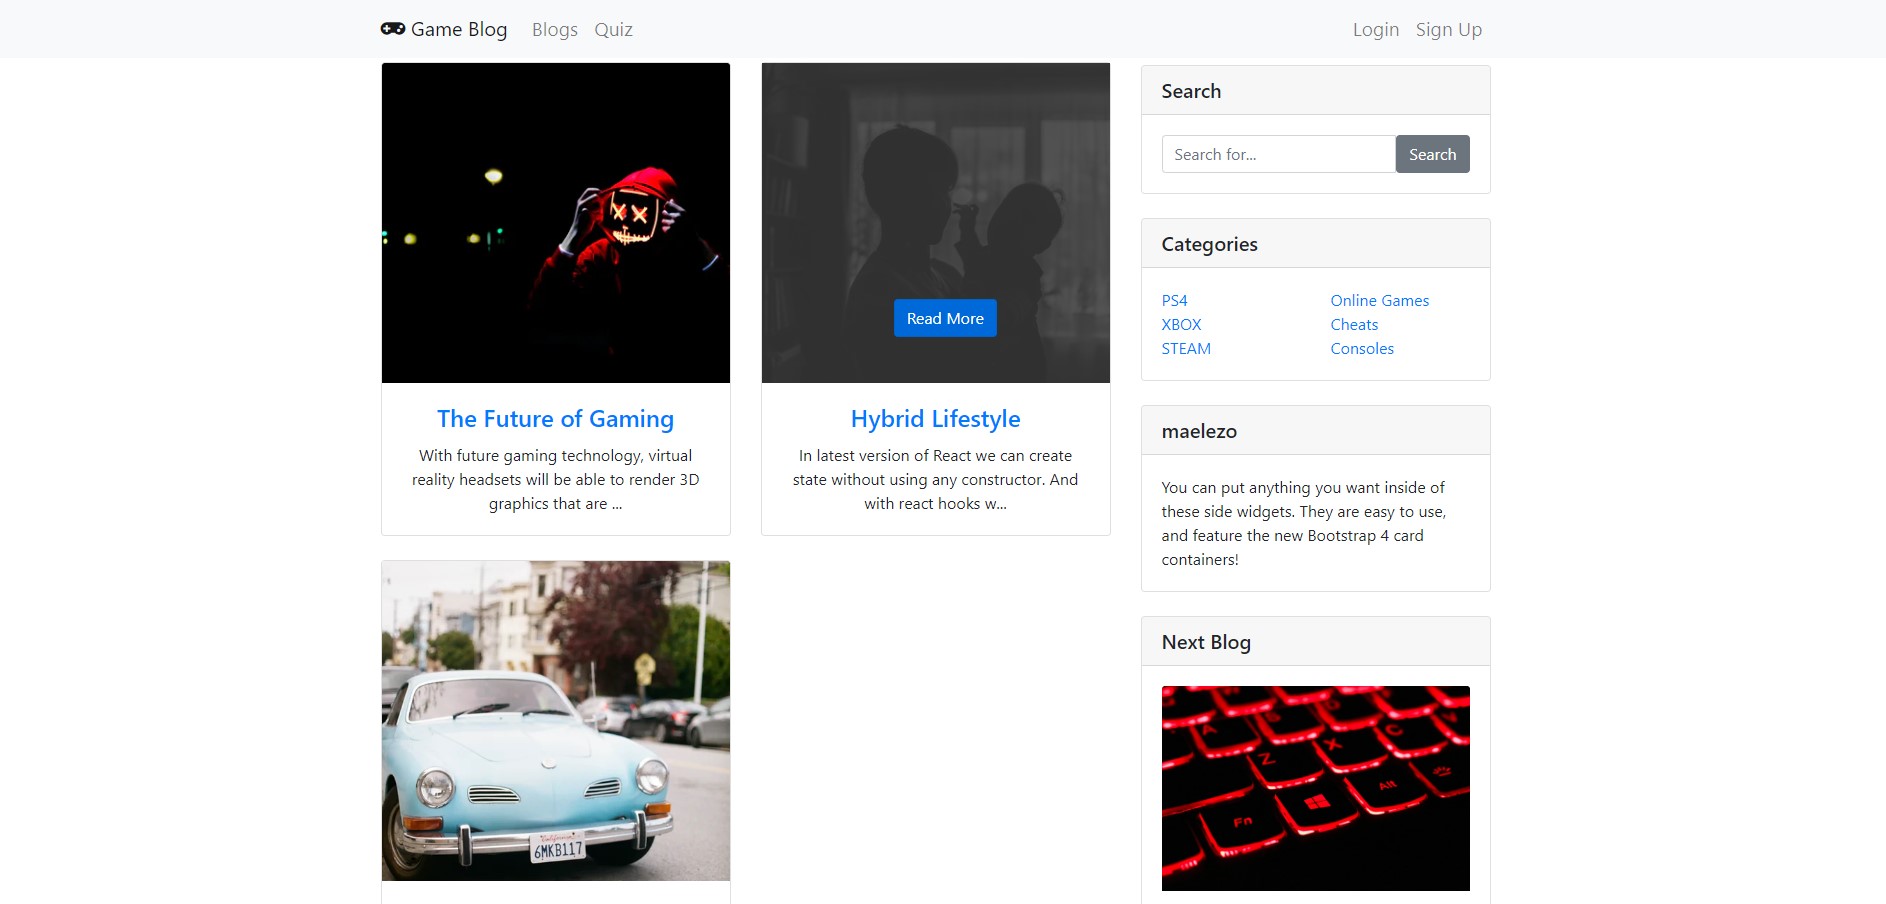 Game Blog Blogs Quiz Login Sign Up
The Future of Gaming
With future gaming technology, virtual
reality headsets will be able to render 3D
graphics that are ...
Read More
Hybrid Lifestyle
In latest version of React we can create
state without using any constructor. And
with react hooks w...
California
6MKB117
Search
Search for... Search
Categories
PS4 Online Games
XBOX Cheats
STEAM Consoles
maelezo
You can put anything you want inside of
these side widgets. They are easy to use,
and feature the new Bootstrap 4 card
containers!
Next Blog
A
Z X C
Fn Alt